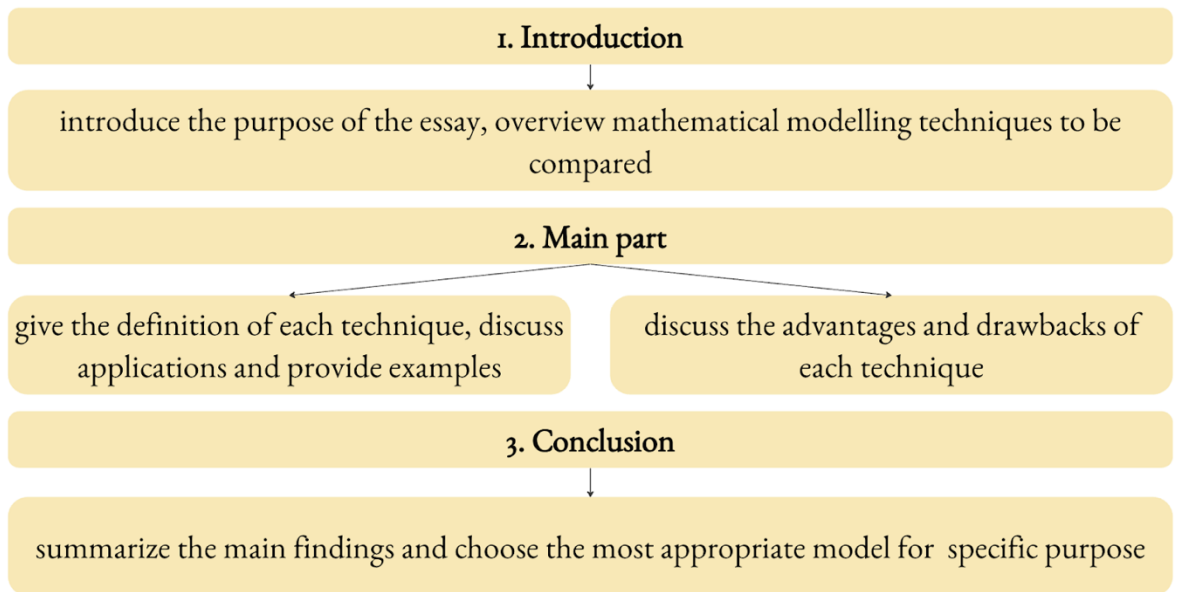 1. Introduction
introduce the purpose of the essay, overview mathematical modelling techniques to be
compared
2. Main part
give the definition of each technique, discuss
applications and provide examples
discuss the advantages and drawbacks of
each technique
3. Conclusion
summarize the main findings and choose the most appropriate model for specific purpose